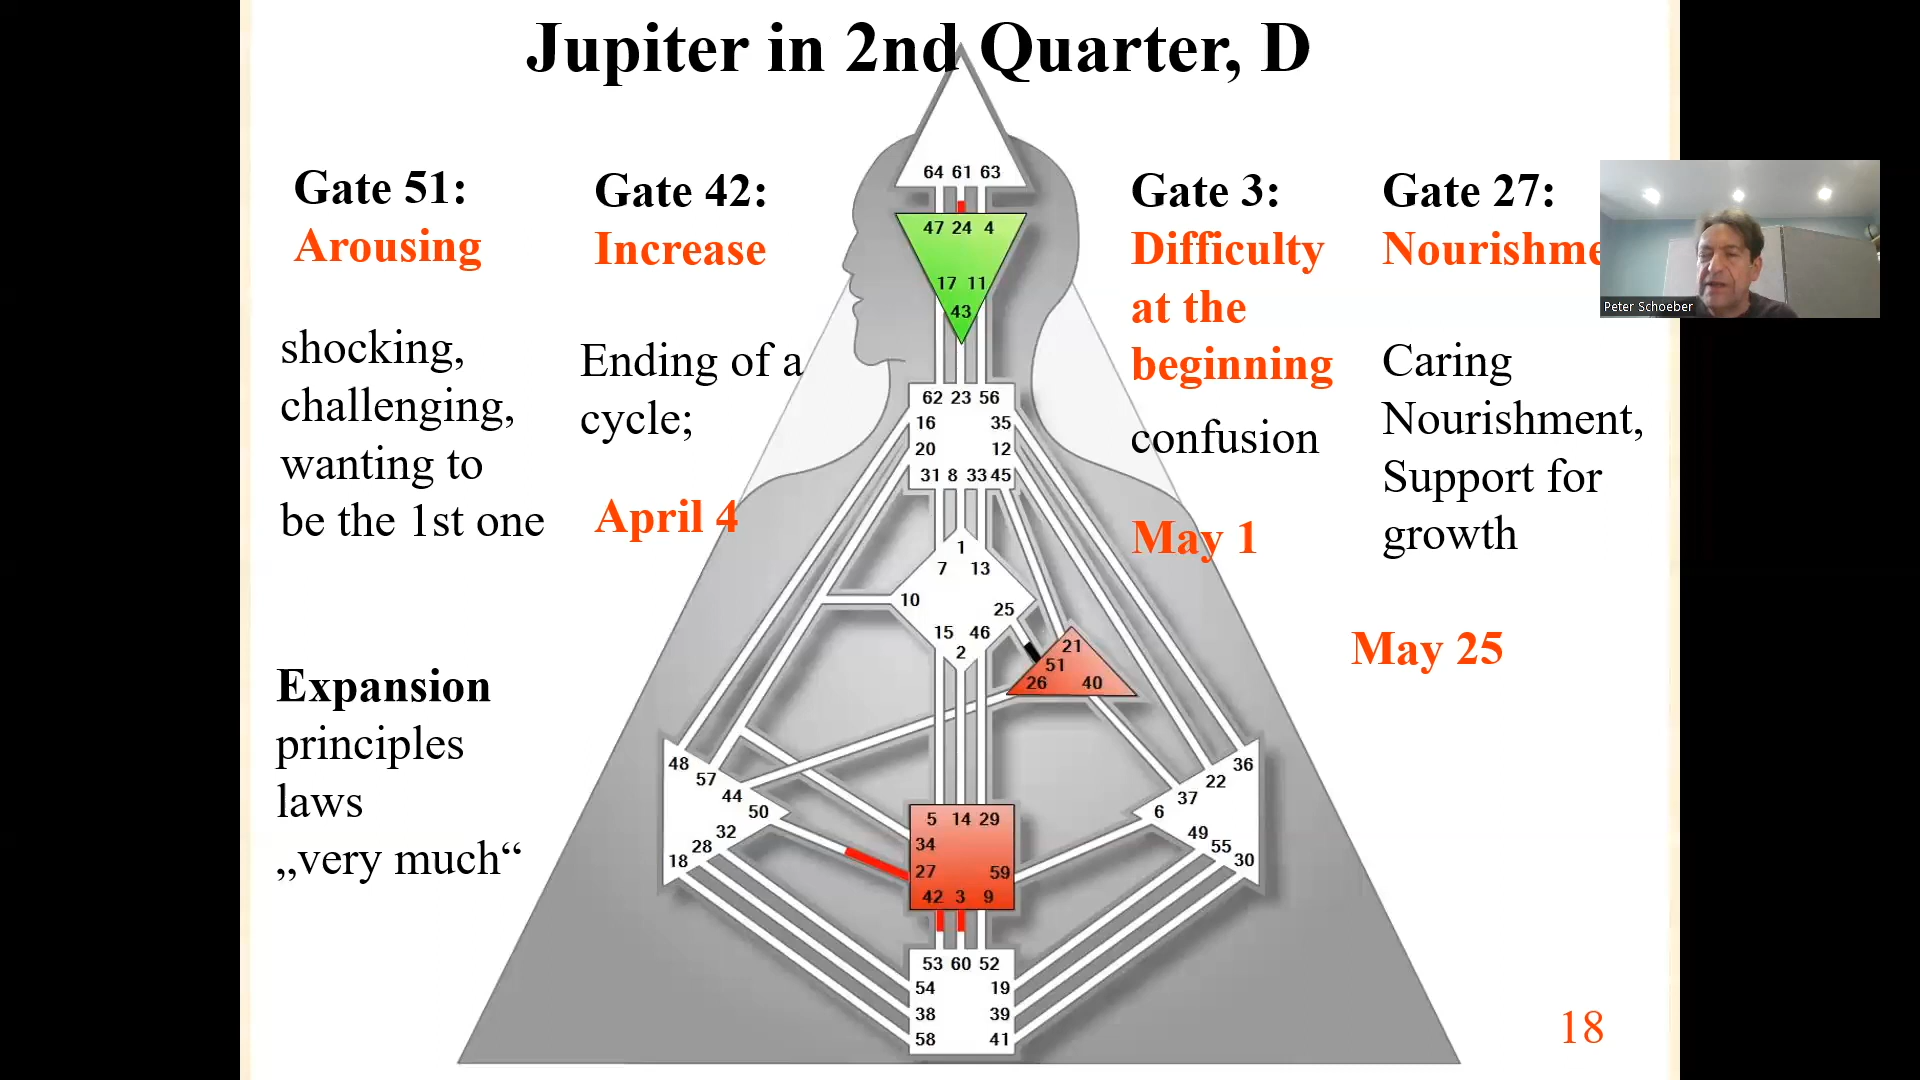 Jupiter in 2nd Quarter, D
Gate 51:
Arousing
shocking,
challenging,
wanting to
be the 1st one
Gate 42:
Increase
Ending of a
cycle;
April 4
Gate 3:
Difficulty
at the
beginning
confusion
May 1
Gate 27:
Nourishme
Caring
Nourishment,
Support for
growth
May 25
Expansion
principles
laws
„very much“
Peter Schoeber
64 61 63
47 24 4
17 11
43
62 23 56
16 35
20 12
31 8 33 45
1
7 13
10
25
15 46
2
21
51
26 40
48
57
44
50
32
28
18
36
22
37
6
49
55
30
5 14 29
34
27 59
42 3 9
53 60 52
54 19
38 39
58 41
18